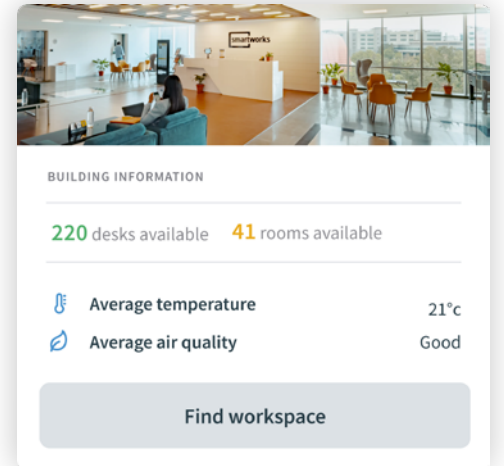 smartworks
BUILDING INFORMATION
220 desks available 41 rooms available
Average temperature 21°c
Average air quality Good
Find workspace